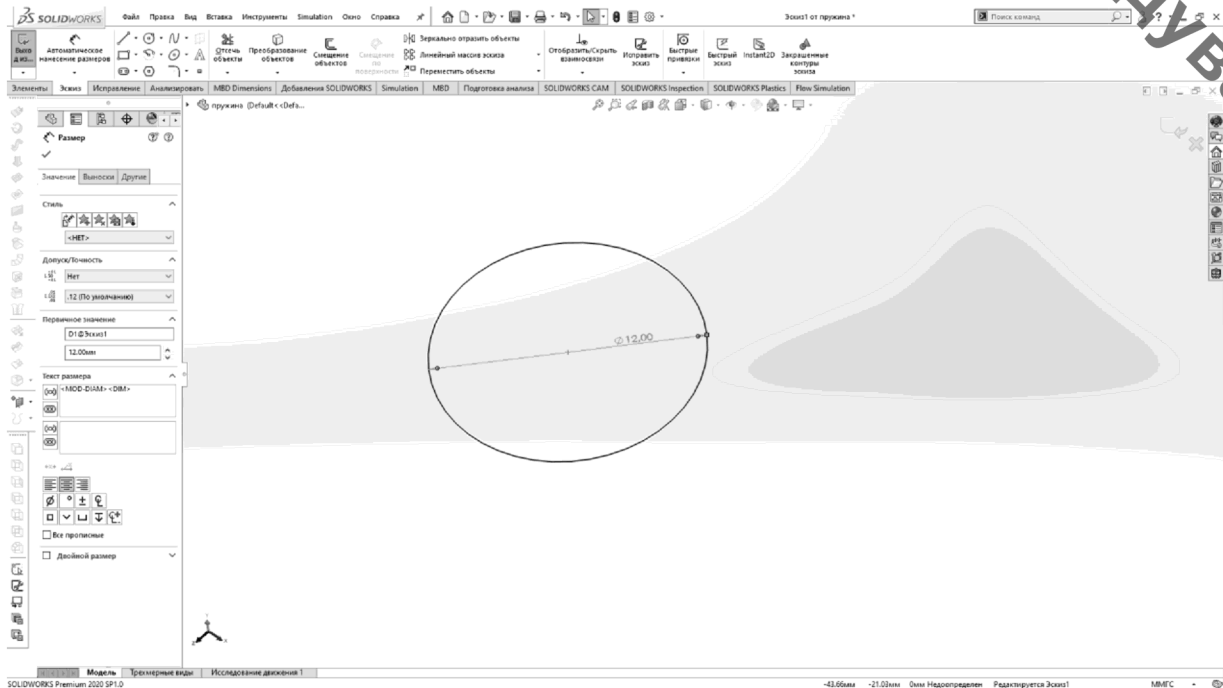 SOLIDWORKS Файл Правка Вид Вставка Инструменты Simulation Окно Справка Эскиз1 от пружина * Поиск команд
Автоматическое нанесение размеров
Отсечь объекты
Преобразование объектов
Смещение объектов
Смещение по поверхности
Зеркально отразить объекты
Линейный массив эскиза
Переместить объекты
Отобразить/Скрыть взаимосвязи
Исправить эскиз
Быстрые привязки
Быстрый эскиз
Instant2D
Закрашенные контуры эскиза
Элементы Эскиз Исправление Анализировать MBD Dimensions Добавления SOLIDWORKS Simulation MBD Подготовка анализа SOLIDWORKS CAM SOLIDWORKS Inspection SOLIDWORKS Plastics Flow Simulation
пружина (Default<<Defa...
Размер
Значение Выноски Другие
Стиль
<НЕТ>
Допуск/Точность
Нет
.12 (По умолчанию)
Первичное значение
D1@Эскиз1
12.00мм
Текст размера
<MOD-DIAM><DIM>
Все прописные
Двойной размер
∅12,00
Модель Трехмерные виды Исследование движения 1
SOLIDWORKS Premium 2020 SP1.0 -43.66мм -21.03мм 0мм Недоопределен Редактируется Эскиз1 ММГС